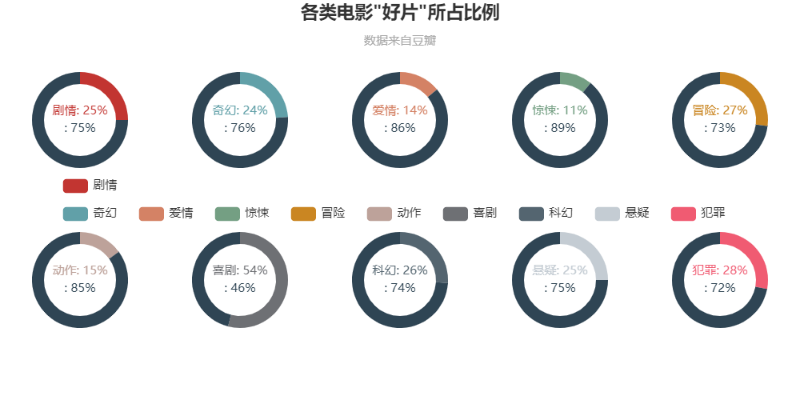 各类电影"好片"所占比例
数据来自豆瓣
剧情: 25% 奇幻: 24% 爱情: 14% 惊悚: 11% 冒险: 27%
: 75% : 76% : 86% : 89% : 73%
剧情
奇幻 爱情 惊悚 冒险 动作 喜剧 科幻 悬疑 犯罪
动作: 15% 喜剧: 54% 科幻: 26% 悬疑: 25% 犯罪: 28%
: 85% : 46% : 74% : 75% : 72%